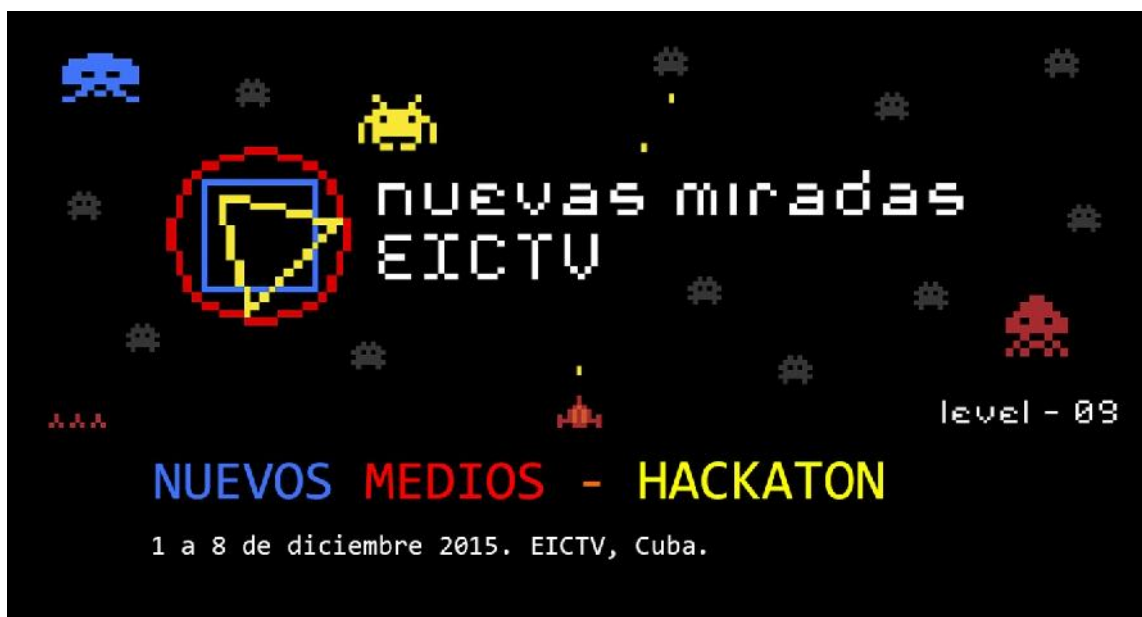 nuevas miradas
EICTV
level - 09
NUEVOS MEDIOS - HACKATON
1 a 8 de diciembre 2015. EICTV, Cuba.